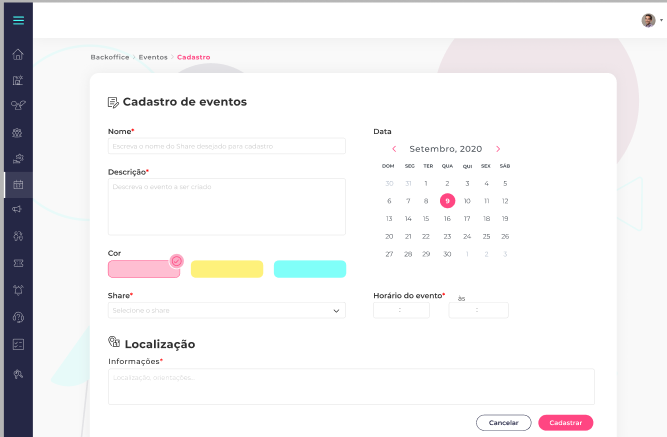 Backoffice > Eventos > Cadastro
Cadastro de eventos
Nome*
Escreva o nome do Share desejado para cadastro
Descrição*
Descreva o evento a ser criado
Cor
Share*
Selecione o share
Data
Setembro, 2020
DOM SEG TER QUA QUI SEX SÁB
30 31 1 2 3 4 5
6 7 8 9 10 11 12
13 14 15 16 17 18 19
20 21 22 23 24 25 26
27 28 29 30 1 2 3
Horário do evento*
às
: :
Localização
Informações*
Localização, orientações...
Cancelar
Cadastrar